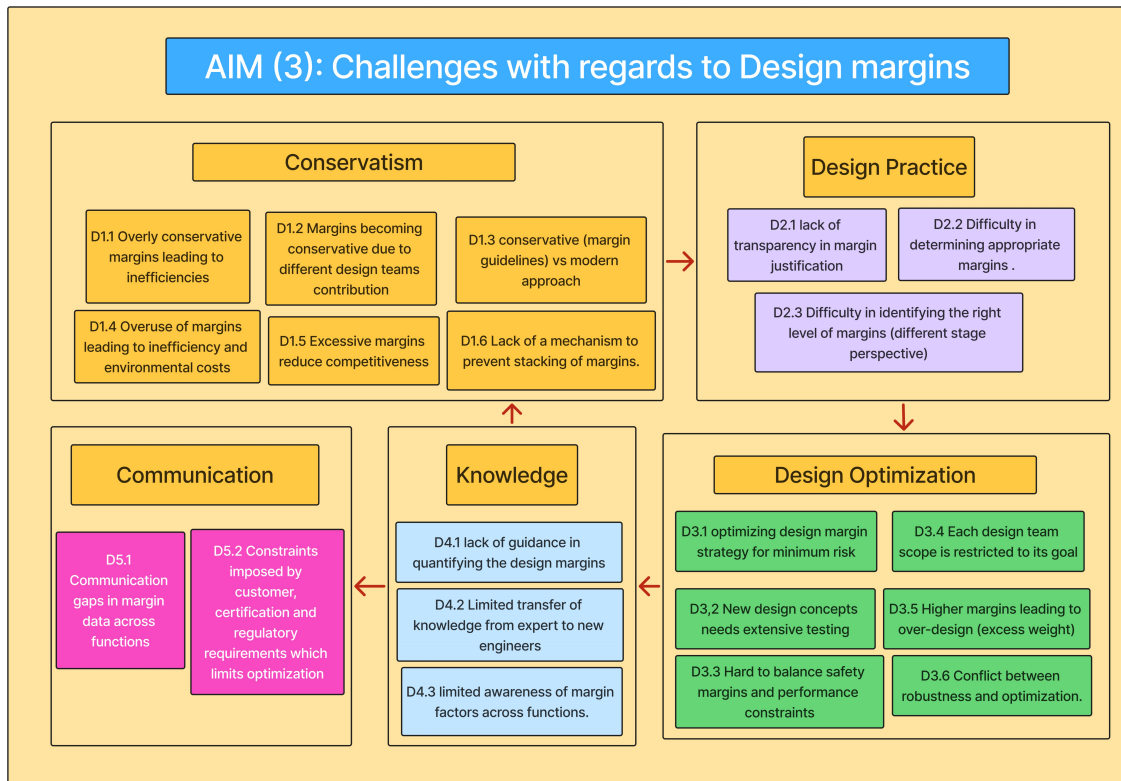 AIM (3): Challenges with regards to Design margins
Conservatism
D1.1 Overly conservative
margins leading to
inefficiencies
D1.2 Margins becoming
conservative due to
different design teams
contribution
D1.3 conservative (margin
guidelines) vs modern
approach
D1.4 Overuse of margins
leading to inefficiency and
environmental costs
D1.5 Excessive margins
reduce competitiveness
D1.6 Lack of a mechanism to
prevent stacking of margins.
Design Practice
D2.1 lack of
transparency in margin
justification
D2.2 Difficulty in
determining appropriate
margins .
D2.3 Difficulty in identifying the right
level of margins (different stage
perspective)
Communication
D5.1
Communication
gaps in margin
data across
functions
D5.2 Constraints
imposed by
customer,
certification and
regulatory
requirements which
limits optimization
Knowledge
D4.1 lack of guidance in
quantifying the design margins
D4.2 Limited transfer of
knowledge from expert to new
engineers
D4.3 limited awareness of margin
factors across functions.
Design Optimization
D3.1 optimizing design margin
strategy for minimum risk
D3.4 Each design team
scope is restricted to its goal
D3,2 New design concepts
needs extensive testing
D3.5 Higher margins leading to
over-design (excess weight)
D3.3 Hard to balance safety
margins and performance
constraints
D3.6 Conflict between
robustness and optimization.